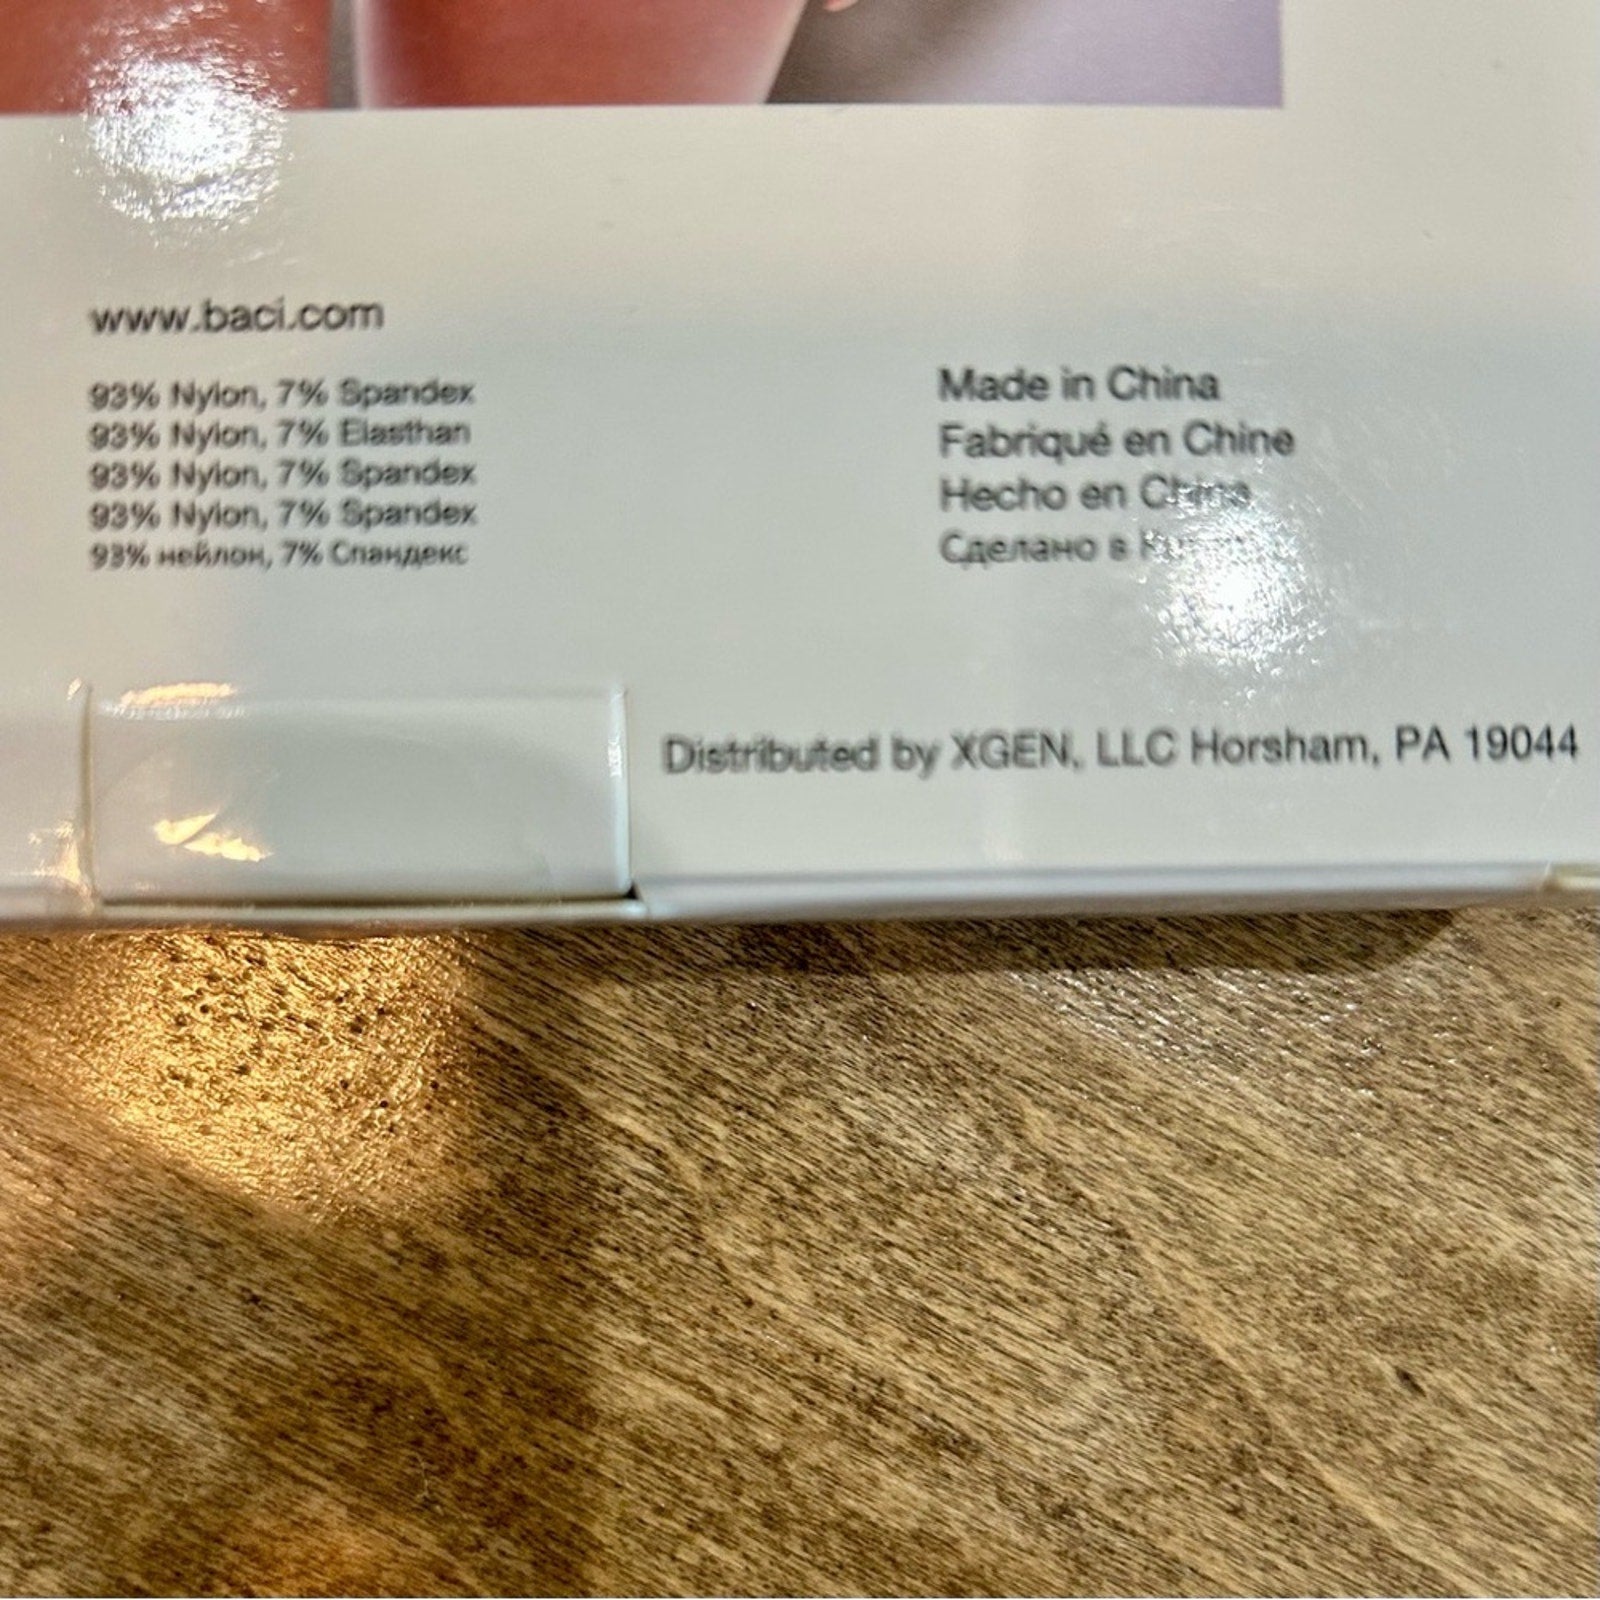 www.baci.com
93% Nylon, 7% Spandex
93% Nylon, 7% Elasthan
93% Nylon, 7% Spandex
93% Nylon, 7% Spandex
93% нейлон, 7% Спандекс
Made in China
Fabriqué en Chine
Hecho en China
Сделано в
Distributed by XGEN, LLC Horsham, PA 19044